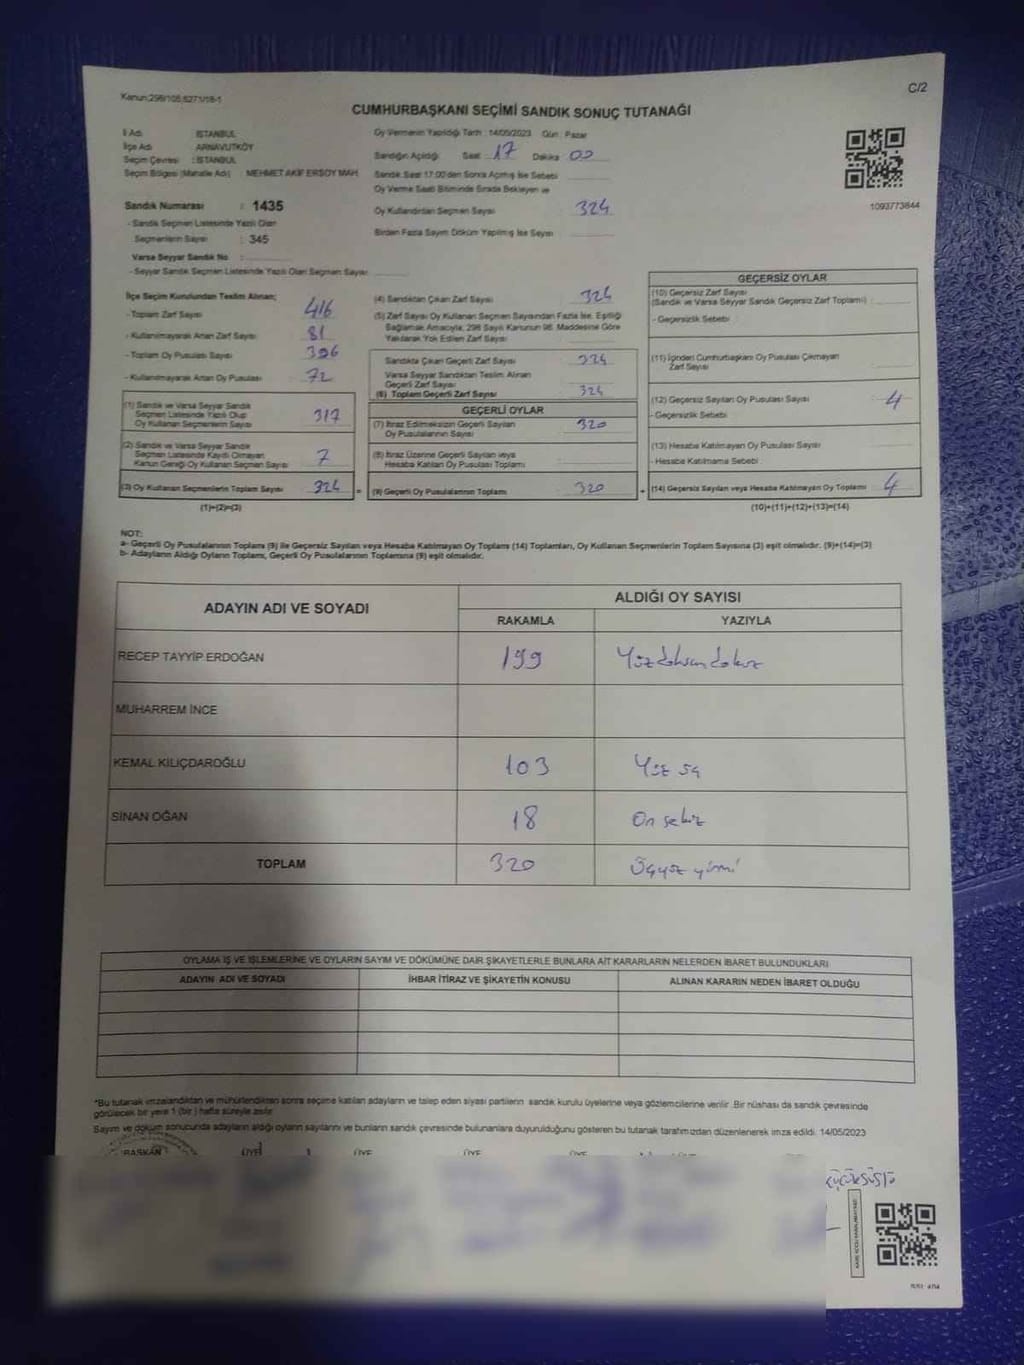 Kanun:298/105,6271/18-1
C/2
CUMHURBAŞKANI SEÇİMİ SANDIK SONUÇ TUTANAĞI
İl Adı : İSTANBUL
İlçe Adı : ARNAVUTKÖY
Seçim Çevresi : İSTANBUL
Seçim Bölgesi (Mahalle Adı) : MEHMET AKİF ERSOY MAH.
Sandık Numarası : 1435
- Sandık Seçmen Listesinde Yazılı Olan
Seçmenlerin Sayısı : 345
Varsa Seyyar Sandık No :
- Seyyar Sandık Seçmen Listesinde Yazılı Olan Seçmen Sayısı :
Oy Vermenin Yapıldığı Tarih : 14/05/2023 Gün : Pazar
Sandığın Açıldığı Saat : 17 Dakika : 00
Sandık Saat 17:00'den Sonra Açılmış İse Sebebi
Oy Verme Saati Bitiminde Sırada Bekleyen ve
Oy Kullandırılan Seçmen Sayısı 324
Birden Fazla Sayım Döküm Yapılmış İse Sayısı
1093773844
İlçe Seçim Kurulundan Teslim Alınan;
- Toplam Zarf Sayısı : 416
- Kullanılmayarak Artan Zarf Sayısı : 81
- Toplam Oy Pusulası Sayısı : 396
- Kullanılmayarak Artan Oy Pusulası : 72
(1) Sandık ve Varsa Seyyar Sandık
Seçmen Listesinde Yazılı Olup
Oy Kullanan Seçmenlerin Sayısı 317
(2) Sandık ve Varsa Seyyar Sandık
Seçmen Listesinde Kayıtlı Olmayan
Kanun Gereği Oy Kullanan Seçmen Sayısı 7
(3) Oy Kullanan Seçmenlerin Toplam Sayısı 324
(1)+(2)=(3)
(4) Sandıktan Çıkan Zarf Sayısı 324
(5) Zarf Sayısı Oy Kullanan Seçmen Sayısından Fazla İse, Eşitliği
Sağlamak Amacıyla, 298 Sayılı Kanunun 98. Maddesine Göre
Yakılarak Yok Edilen Zarf Sayısı
Sandıkta Çıkan Geçerli Zarf Sayısı 324
Varsa Seyyar Sandıktan Teslim Alınan
Geçerli Zarf Sayısı
(6) Toplam Geçerli Zarf Sayısı 324
GEÇERLİ OYLAR
(7) İtiraz Edilmeksizin Geçerli Sayılan
Oy Pusulalarının Sayısı 320
(8) İtiraz Üzerine Geçerli Sayılan veya
Hesaba Katılan Oy Pusulası Toplamı
= (9) Geçerli Oy Pusulalarının Toplamı 320
GEÇERSİZ OYLAR
(10) Geçersiz Zarf Sayısı
(Sandık ve Varsa Seyyar Sandık Geçersiz Zarf Toplamı) :
- Geçersizlik Sebebi :
(11) İçinden Cumhurbaşkanı Oy Pusulası Çıkmayan
Zarf Sayısı
(12) Geçersiz Sayılan Oy Pusulası Sayısı 4
- Geçersizlik Sebebi :
(13) Hesaba Katılmayan Oy Pusulası Sayısı
- Hesaba Katılmama Sebebi :
+ (14) Geçersiz Sayılan veya Hesaba Katılmayan Oy Toplamı 4
(10)+(11)+(12)+(13)=(14)
NOT:
a- Geçerli Oy Pusulalarının Toplamı (9) ile Geçersiz Sayılan veya Hesaba Katılmayan Oy Toplamı (14) Toplamları, Oy Kullanan Seçmenlerin Toplam Sayısına (3) eşit olmalıdır. (9)+(14)=(3)
b- Adayların Aldığı Oyların Toplamı, Geçerli Oy Pusulalarının Toplamına (9) eşit olmalıdır.
ADAYIN ADI VE SOYADI
ALDIĞI OY SAYISI
RAKAMLA YAZIYLA
RECEP TAYYİP ERDOĞAN 199 Yüzdoksandokuz
MUHARREM İNCE
KEMAL KILIÇDAROĞLU 103 Yüz üç
SİNAN OĞAN 18 On sekiz
TOPLAM 320 Üçyüz yirmi
OYLAMA İŞ VE İŞLEMLERİNE VE OYLARIN SAYIM VE DÖKÜMÜNE DAİR ŞİKAYETLERLE BUNLARA AİT KARARLARIN NELERDEN İBARET BULUNDUKLARI
ADAYIN ADI VE SOYADI İHBAR İTİRAZ VE ŞİKAYETİN KONUSU ALINAN KARARIN NEDEN İBARET OLDUĞU
*Bu tutanak imzalandıktan ve mühürlendikten sonra seçime katılan adayların ve talep eden siyasi partilerin sandık kurulu üyelerine veya gözlemcilerine verilir. Bir nüshası da sandık çevresinde
görülecek bir yere 1 (bir ) hafta süreyle asılır.
Sayım ve döküm sonucunda adayların aldığı oyların sayılarını ve bunların sandık çevresinde bulunanlara duyurulduğunu gösteren bu tutanak tarafımızdan düzenlenerek imza edildi. 14/05/2023
BAŞKAN ÜYE ÜYE ÜYE ÜYE ÜYE